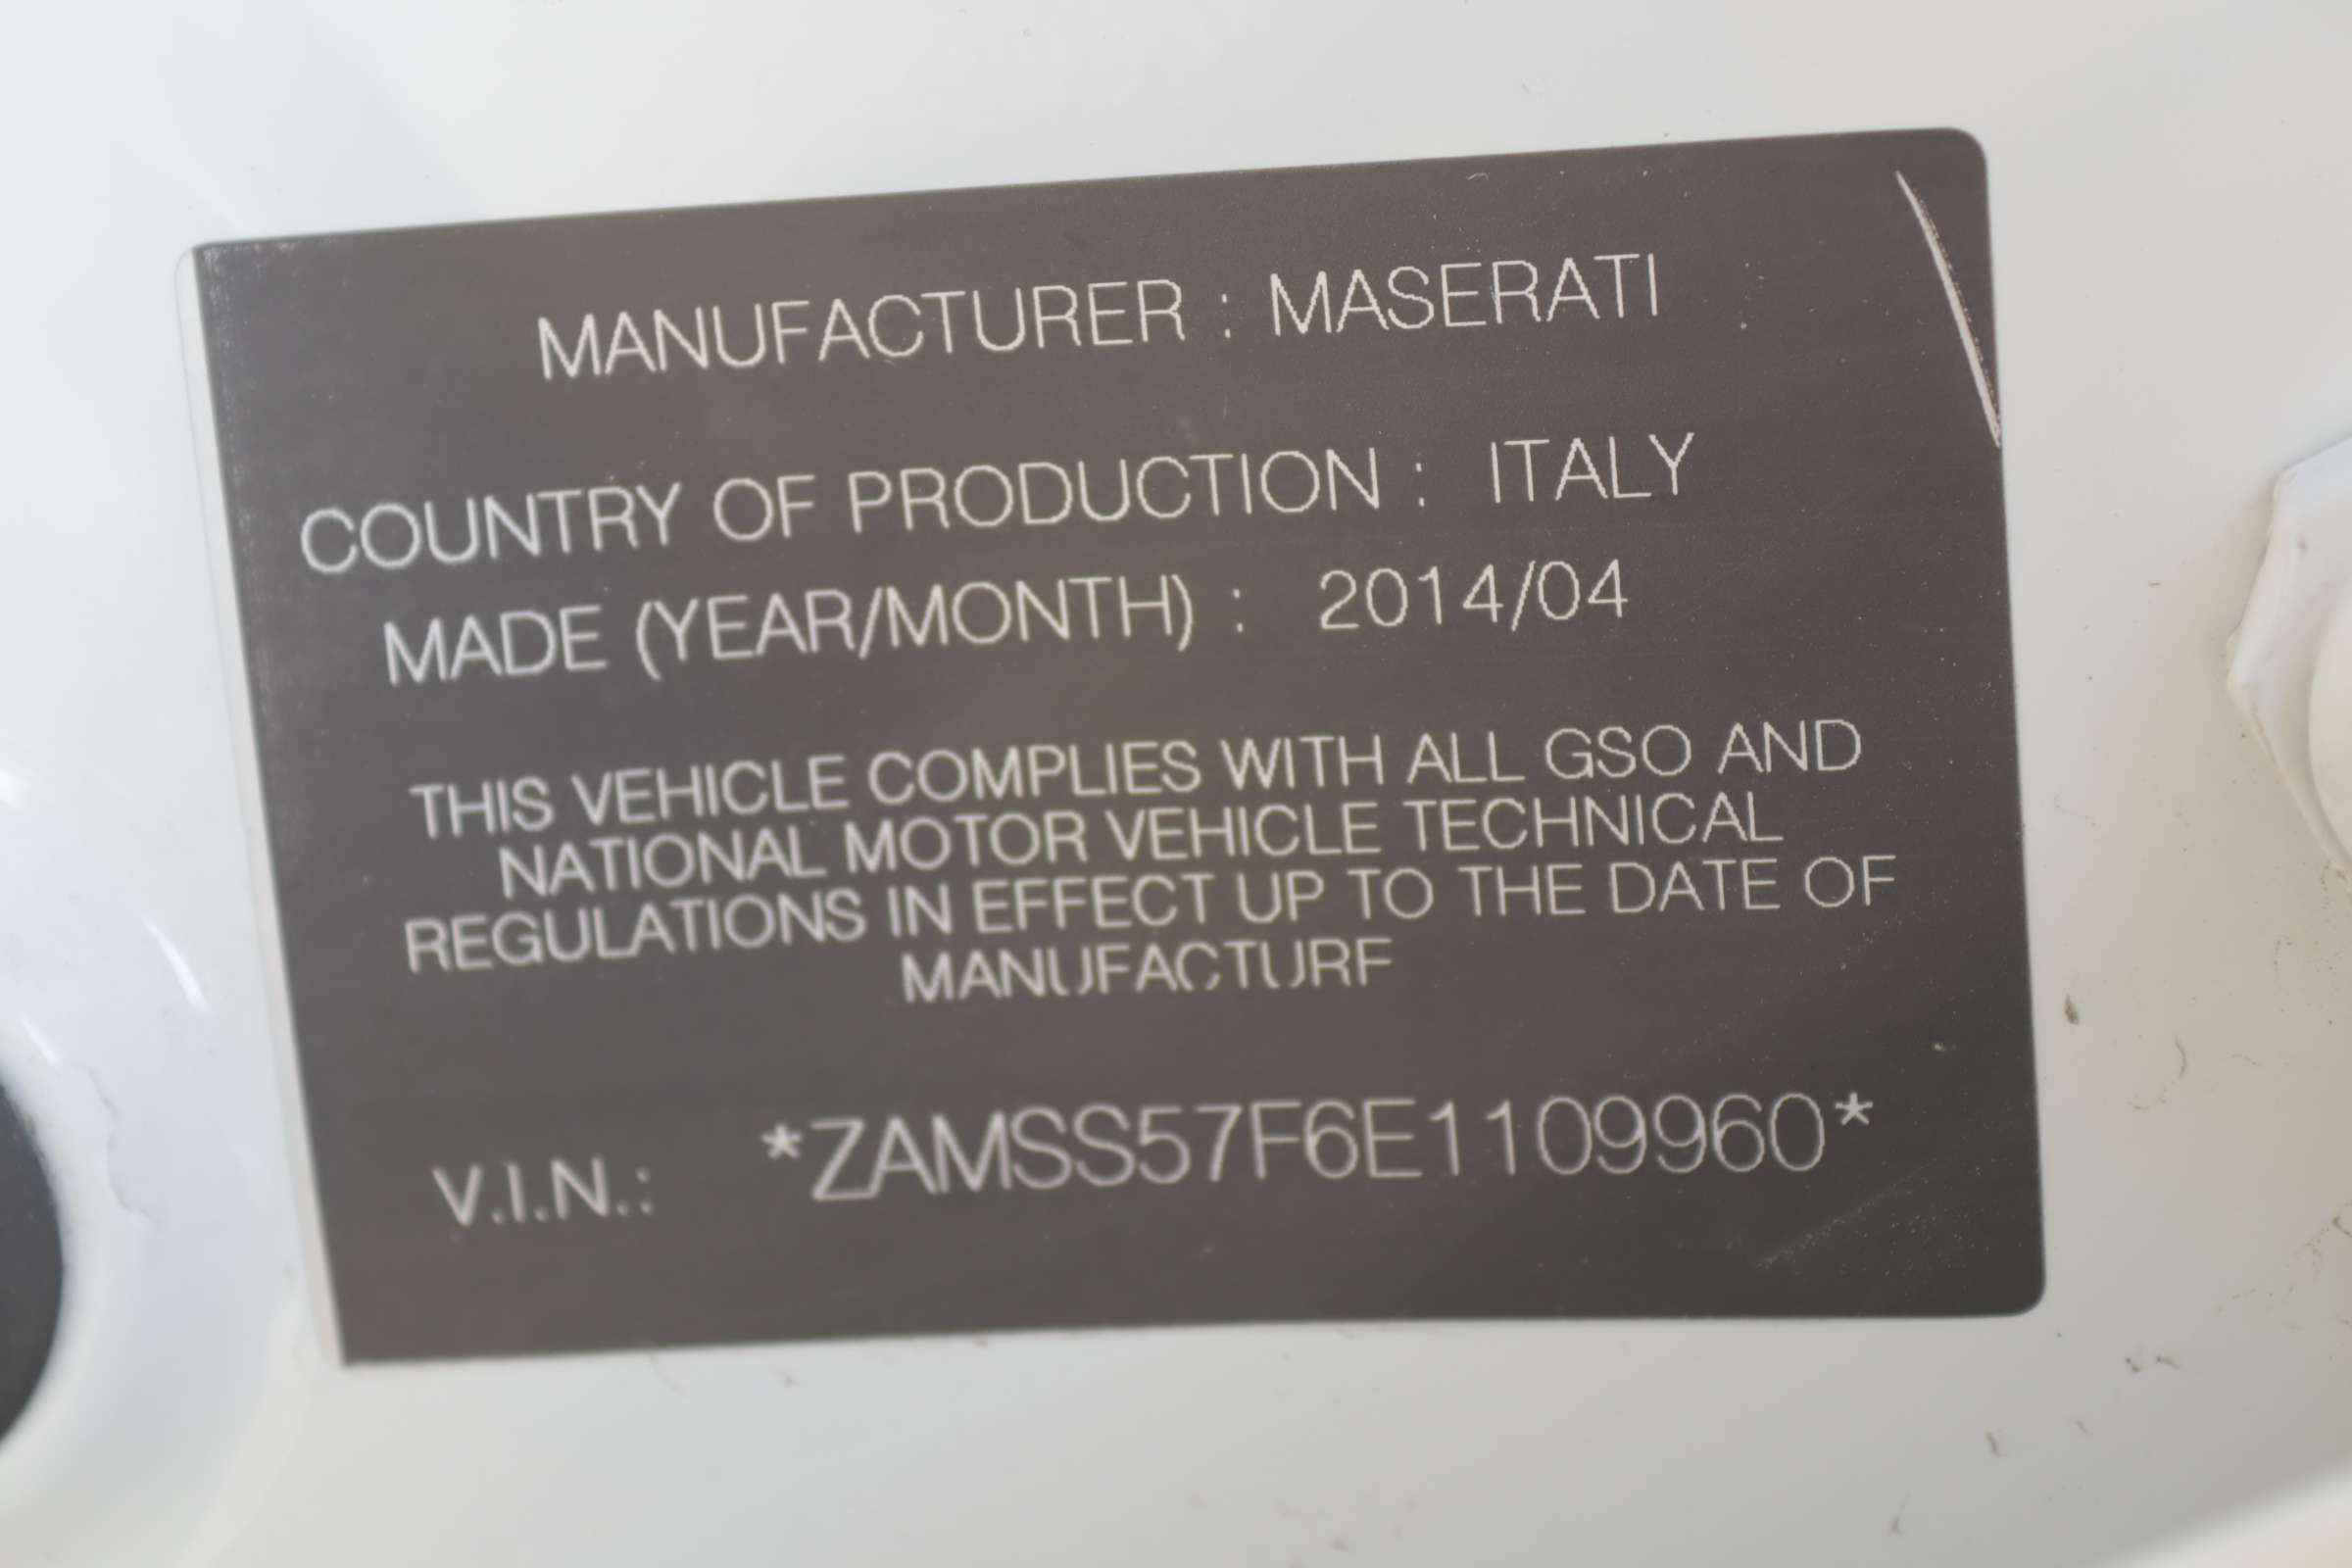 MANUFACTURER : MASERATI
COUNTRY OF PRODUCTION : ITALY
MADE (YEAR/MONTH) : 2014/04
THIS VEHICLE COMPLIES WITH ALL GSO AND
NATIONAL MOTOR VEHICLE TECHNICAL
REGULATIONS IN EFFECT UP TO THE DATE OF
MANUFACTURE
V.I.N.: *ZAMSS57F6E1109960*